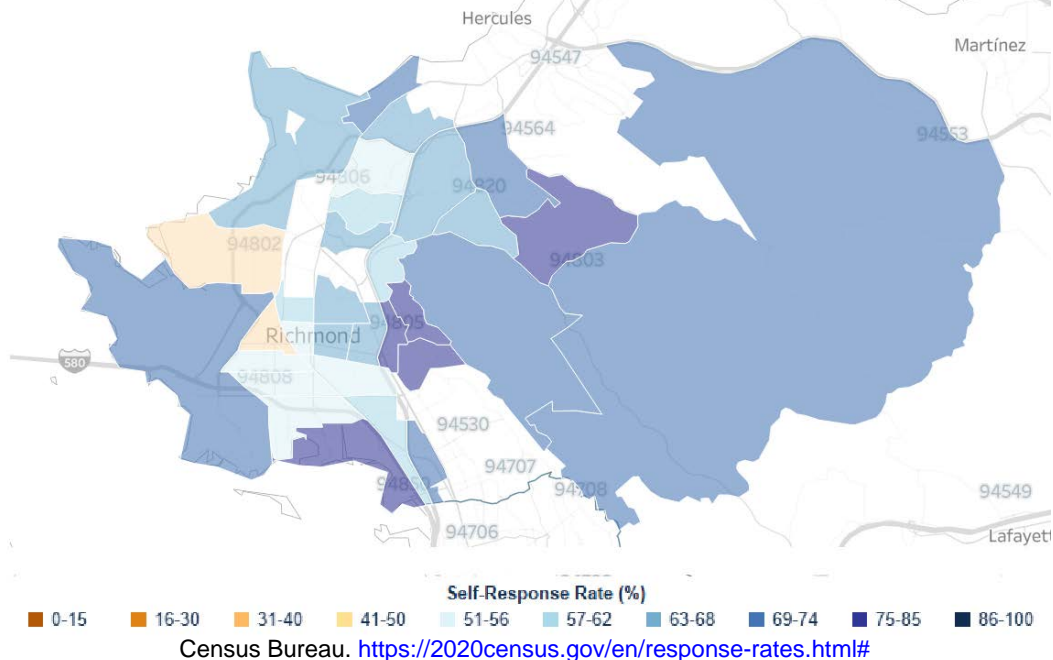 Hercules
94547
Martínez
94564
94553
94806
94820
94802
94803
94805
Richmond
580
94808
94530
94707
94850
94708
94549
94706
Lafayett
Self-Response Rate (%)
0-15 16-30 31-40 41-50 51-56 57-62 63-68 69-74 75-85 86-100
Census Bureau. https://2020census.gov/en/response-rates.html#